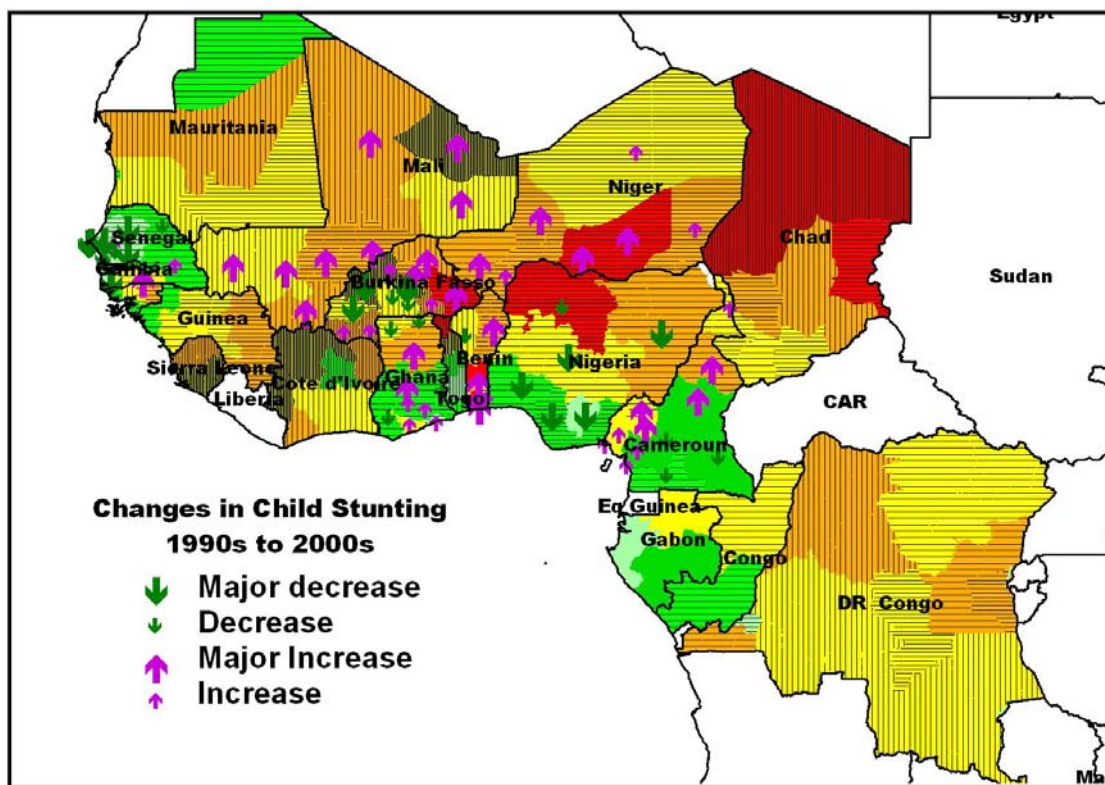 Egypt
Mauritania
Mali
Niger
Chad
Sudan
Senegal
Gambia
Burkina Fasso
Guinea
Sierra Leone
Liberia
Cote d'Ivoire
Ghana
Togo
Benin
Nigeria
CAR
Cameroun
Eq Guinea
Gabon
Congo
DR Congo
Ma
Changes in Child Stunting
1990s to 2000s
Major decrease
Decrease
Major Increase
Increase